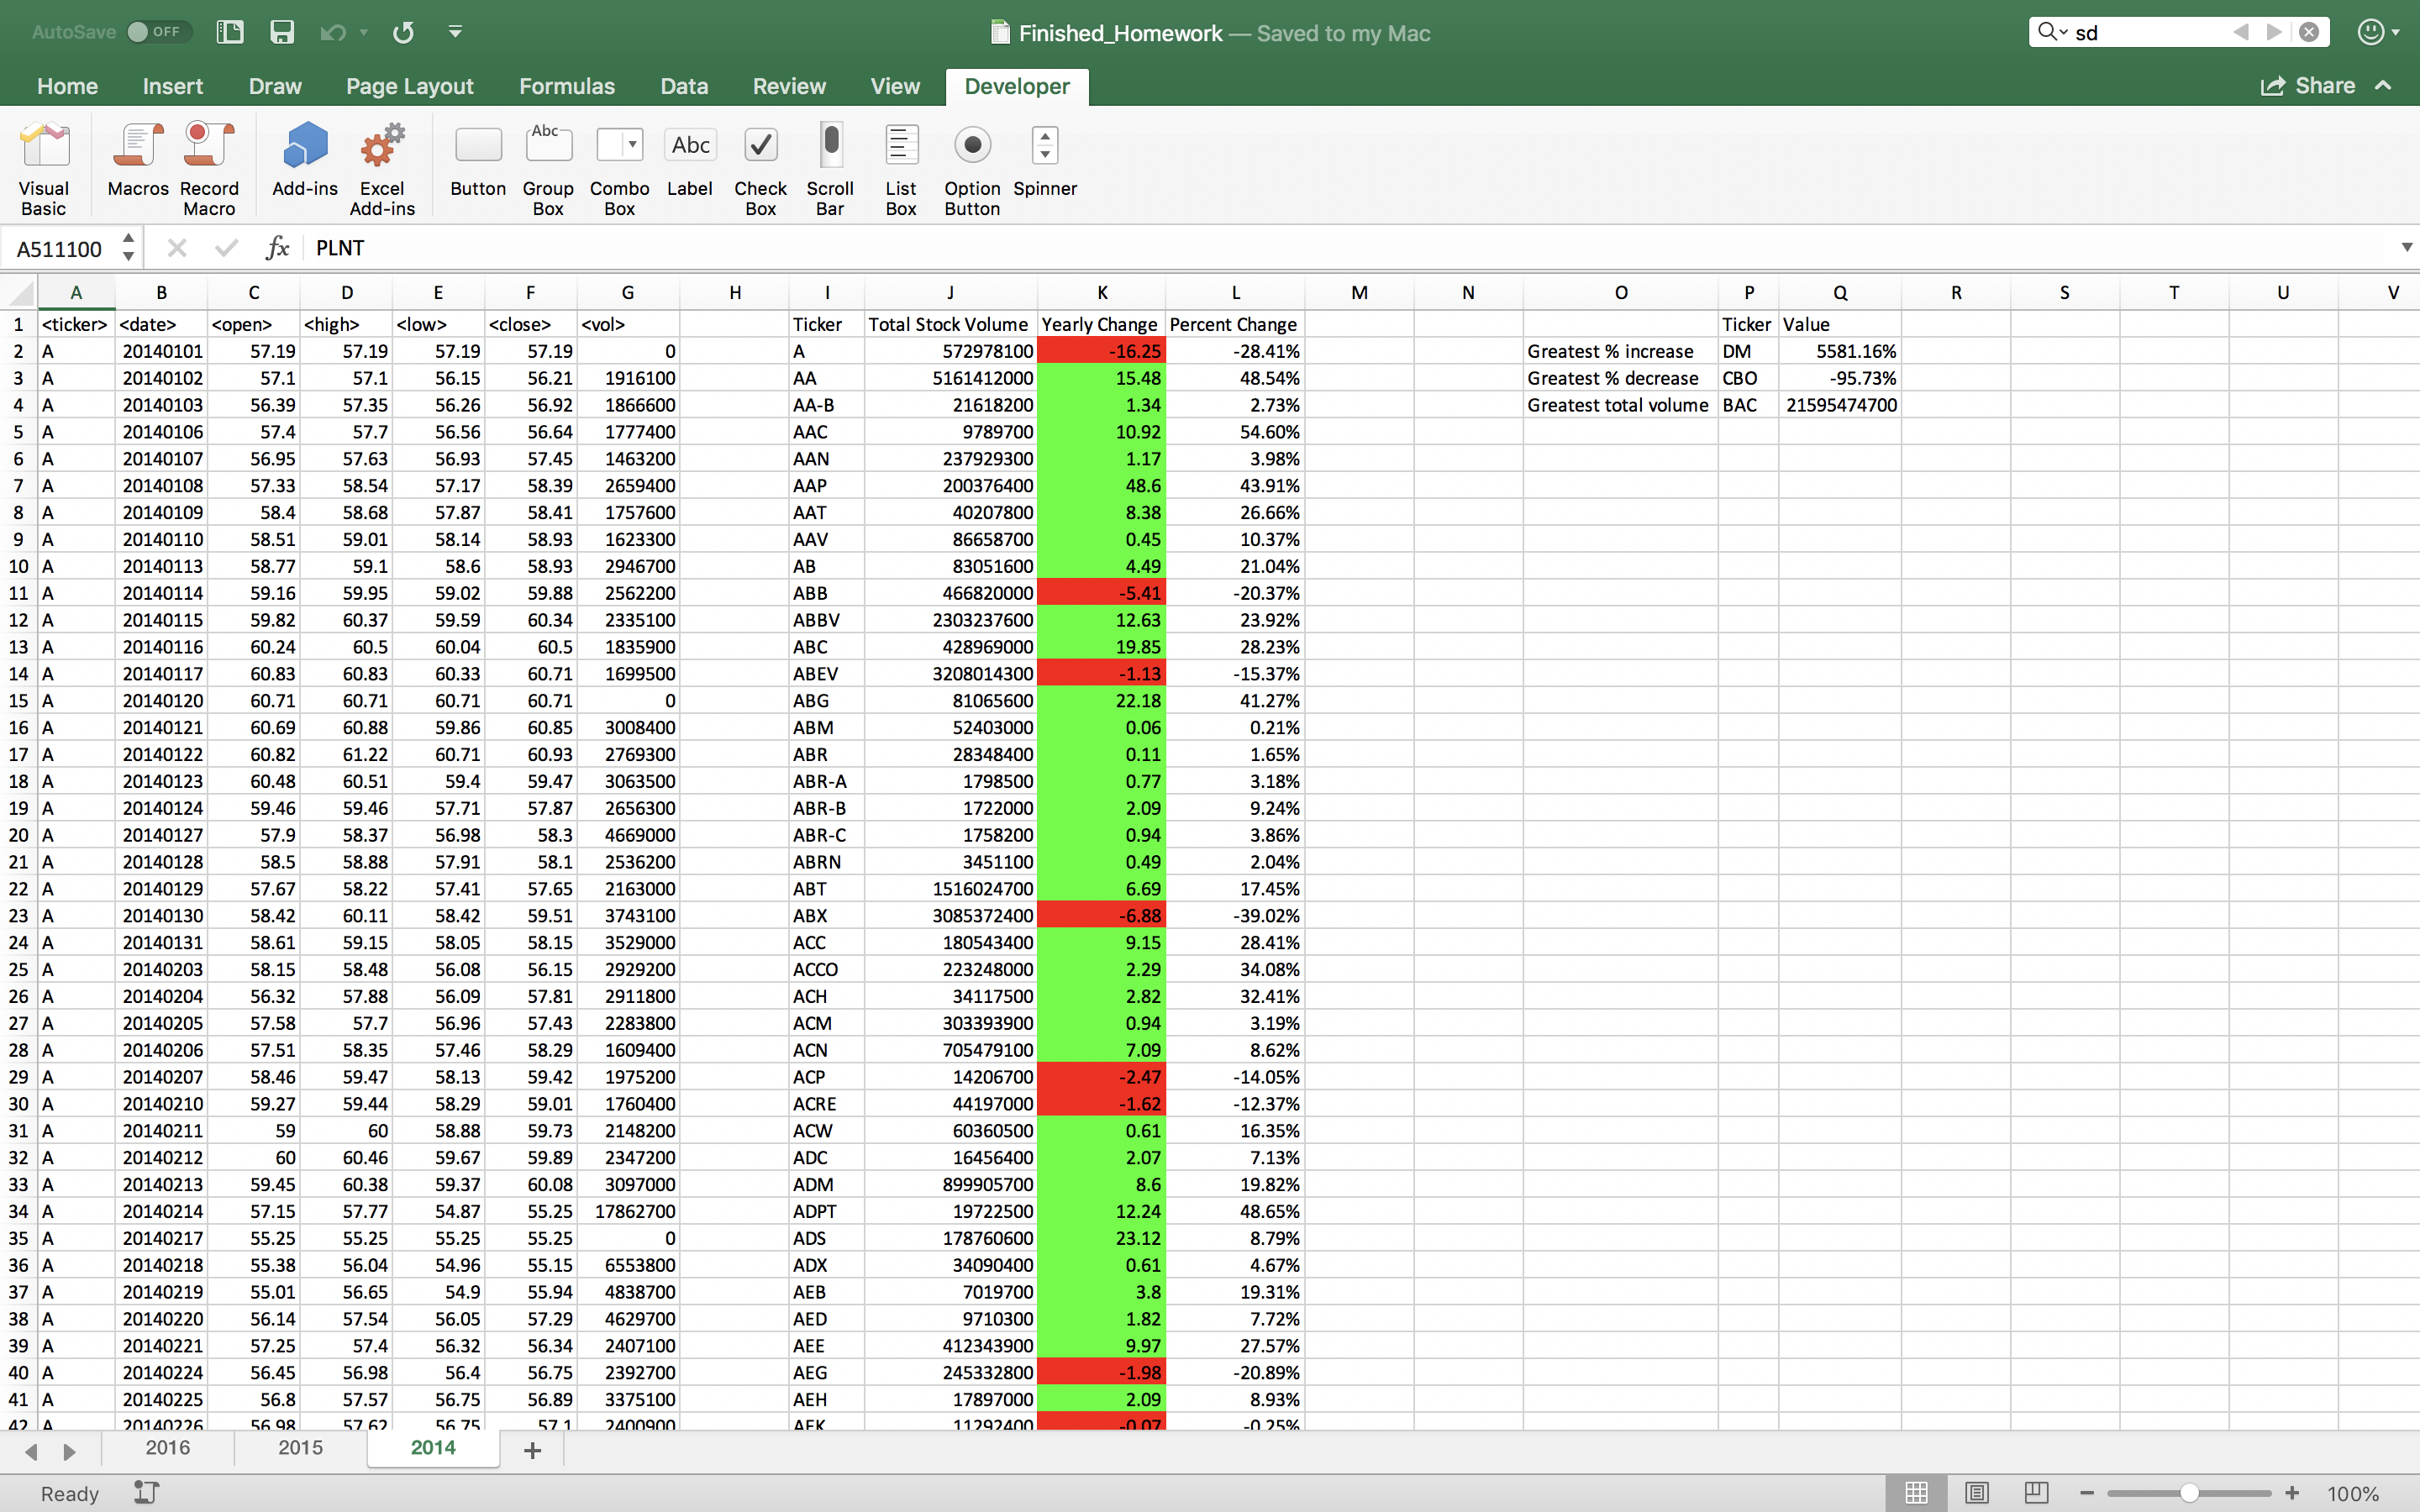 AutoSave OFF Finished_Homework — Saved to my Mac sd
Home Insert Draw Page Layout Formulas Data Review View Developer Share
Visual Basic Macros Record Macro Add-ins Excel Add-ins Button Group Box Combo Box Label Check Box Scroll Bar List Box Option Button Spinner
Abc Abc
A511100 fx PLNT
A B C D E F G H I J K L M N O P Q R S T U V
1 <ticker> <date> <open> <high> <low> <close> <vol> Ticker Total Stock Volume Yearly Change Percent Change Ticker Value
2 A 20140101 57.19 57.19 57.19 57.19 0 A 572978100 -16.25 -28.41% Greatest % increase DM 5581.16%
3 A 20140102 57.1 57.1 56.15 56.21 1916100 AA 5161412000 15.48 48.54% Greatest % decrease CBO -95.73%
4 A 20140103 56.39 57.35 56.26 56.92 1866600 AA-B 21618200 1.34 2.73% Greatest total volume BAC 21595474700
5 A 20140106 57.4 57.7 56.56 56.64 1777400 AAC 9789700 10.92 54.60%
6 A 20140107 56.95 57.63 56.93 57.45 1463200 AAN 237929300 1.17 3.98%
7 A 20140108 57.33 58.54 57.17 58.39 2659400 AAP 200376400 48.6 43.91%
8 A 20140109 58.4 58.68 57.87 58.41 1757600 AAT 40207800 8.38 26.66%
9 A 20140110 58.51 59.01 58.14 58.93 1623300 AAV 86658700 0.45 10.37%
10 A 20140113 58.77 59.1 58.6 58.93 2946700 AB 83051600 4.49 21.04%
11 A 20140114 59.16 59.95 59.02 59.88 2562200 ABB 466820000 -5.41 -20.37%
12 A 20140115 59.82 60.37 59.59 60.34 2335100 ABBV 2303237600 12.63 23.92%
13 A 20140116 60.24 60.5 60.04 60.5 1835900 ABC 428969000 19.85 28.23%
14 A 20140117 60.83 60.83 60.33 60.71 1699500 ABEV 3208014300 -1.13 -15.37%
15 A 20140120 60.71 60.71 60.71 60.71 0 ABG 81065600 22.18 41.27%
16 A 20140121 60.69 60.88 59.86 60.85 3008400 ABM 52403000 0.06 0.21%
17 A 20140122 60.82 61.22 60.71 60.93 2769300 ABR 28348400 0.11 1.65%
18 A 20140123 60.48 60.51 59.4 59.47 3063500 ABR-A 1798500 0.77 3.18%
19 A 20140124 59.46 59.46 57.71 57.87 2656300 ABR-B 1722000 2.09 9.24%
20 A 20140127 57.9 58.37 56.98 58.3 4669000 ABR-C 1758200 0.94 3.86%
21 A 20140128 58.5 58.88 57.91 58.1 2536200 ABRN 3451100 0.49 2.04%
22 A 20140129 57.67 58.22 57.41 57.65 2163000 ABT 1516024700 6.69 17.45%
23 A 20140130 58.42 60.11 58.42 59.51 3743100 ABX 3085372400 -6.88 -39.02%
24 A 20140131 58.61 59.15 58.05 58.15 3529000 ACC 180543400 9.15 28.41%
25 A 20140203 58.15 58.48 56.08 56.15 2929200 ACCO 223248000 2.29 34.08%
26 A 20140204 56.32 57.88 56.09 57.81 2911800 ACH 34117500 2.82 32.41%
27 A 20140205 57.58 57.7 56.96 57.43 2283800 ACM 303393900 0.94 3.19%
28 A 20140206 57.51 58.35 57.46 58.29 1609400 ACN 705479100 7.09 8.62%
29 A 20140207 58.46 59.47 58.13 59.42 1975200 ACP 14206700 -2.47 -14.05%
30 A 20140210 59.27 59.44 58.29 59.01 1760400 ACRE 44197000 -1.62 -12.37%
31 A 20140211 59 60 58.88 59.73 2148200 ACW 60360500 0.61 16.35%
32 A 20140212 60 60.46 59.67 59.89 2347200 ADC 16456400 2.07 7.13%
33 A 20140213 59.45 60.38 59.37 60.08 3097000 ADM 899905700 8.6 19.82%
34 A 20140214 57.15 57.77 54.87 55.25 17862700 ADPT 19722500 12.24 48.65%
35 A 20140217 55.25 55.25 55.25 55.25 0 ADS 178760600 23.12 8.79%
36 A 20140218 55.38 56.04 54.96 55.15 6553800 ADX 34090400 0.61 4.67%
37 A 20140219 55.01 56.65 54.9 55.94 4838700 AEB 7019700 3.8 19.31%
38 A 20140220 56.14 57.54 56.05 57.29 4629700 AED 9710300 1.82 7.72%
39 A 20140221 57.25 57.4 56.32 56.34 2407100 AEE 412343900 9.97 27.57%
40 A 20140224 56.45 56.98 56.4 56.75 2392700 AEG 245332800 -1.98 -20.89%
41 A 20140225 56.8 57.57 56.75 56.89 3375100 AEH 17897000 2.09 8.93%
42 A 20140226 56.98 57.62 56.75 57.1 2400900 AEK 11292400 -0.07 -0.25%
2016 2015 2014
Ready 100%